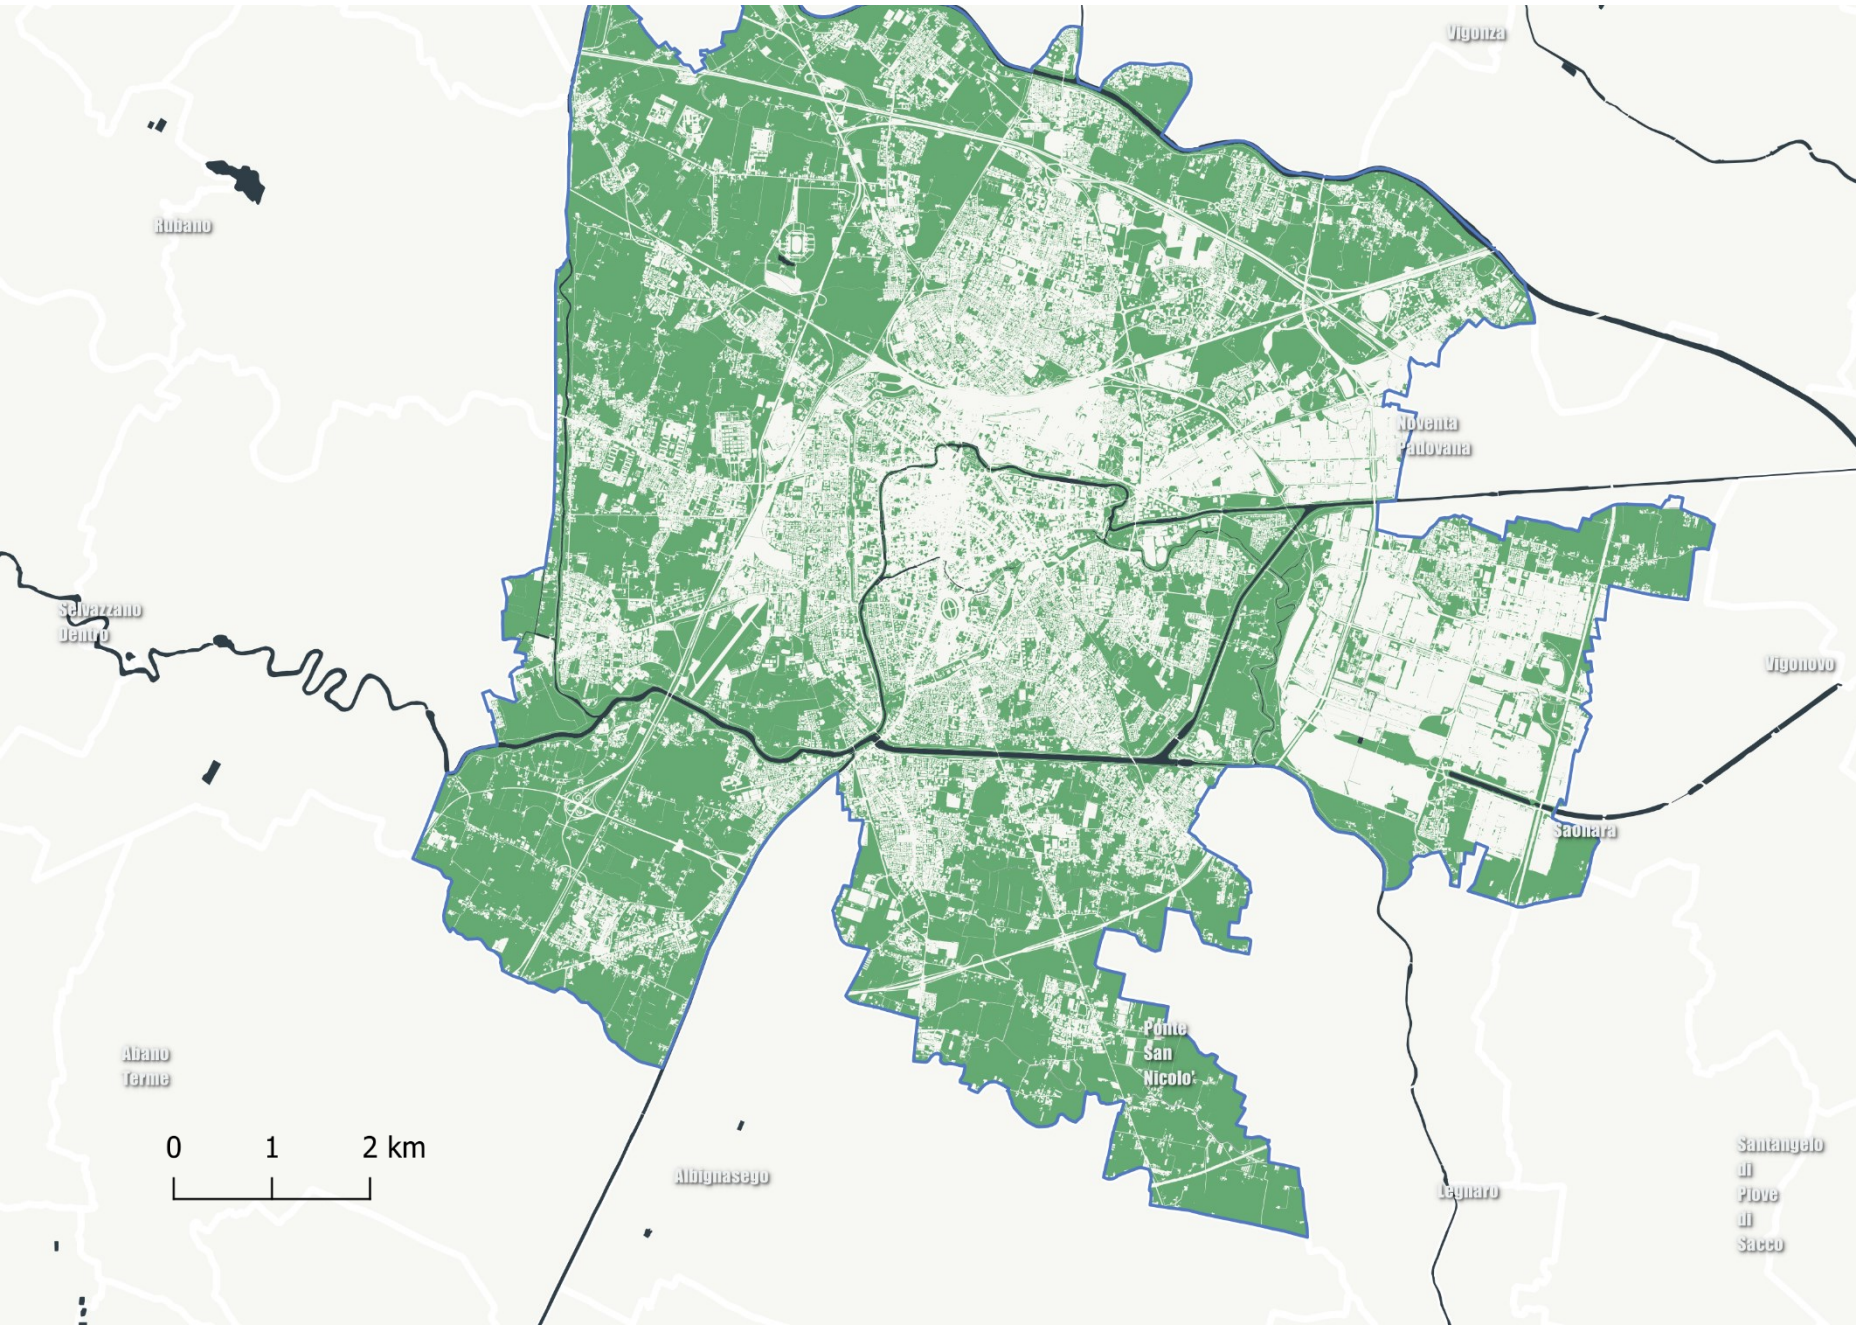 Vigonza
Rubano
Noventa
Padovana
Selvazzano
Dentro
Vigonovo
Saonara
Ponte
San
Nicolo'
Abano
Terme
0 1 2 km
Albignasego
Legnaro
Santangelo
di
Piove
di
Sacco